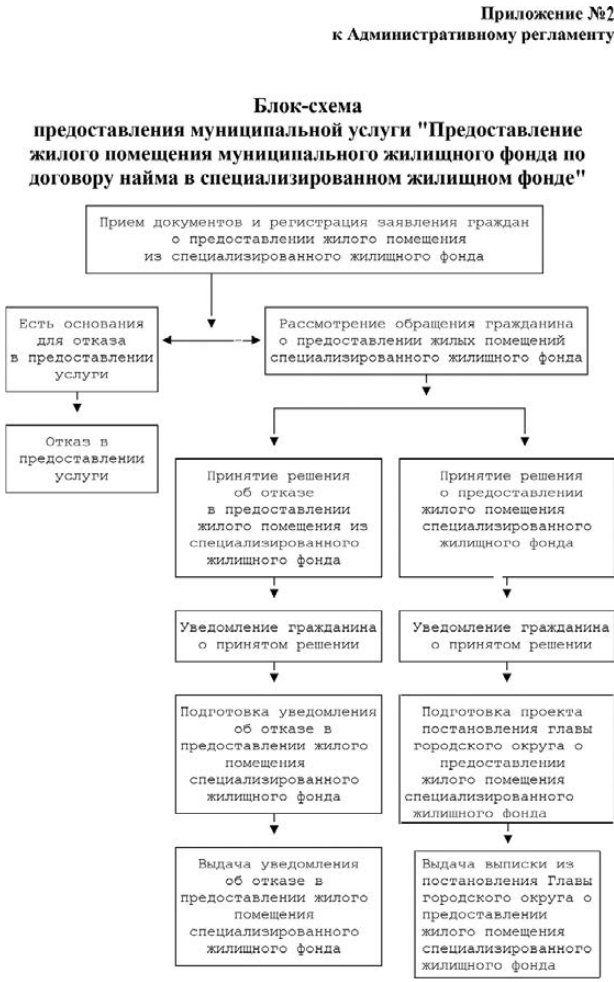 Приложение №2
к Административному регламенту
Блок-схема
предоставления муниципальной услуги "Предоставление
жилого помещения муниципального жилищного фонда по
договору найма в специализированном жилищном фонде"
Прием документов и регистрация заявления граждан
о предоставлении жилого помещения
из специализированного жилищного фонда
Есть основания
для отказа
в предоставлении
услуги
Рассмотрение обращения гражданина
о предоставлении жилых помещений
специализированного жилищного фонда
Отказ в
предоставлении
услуги
Принятие решения
об отказе
в предоставлении
жилого помещения из
специализированного
жилищного фонда
Принятие решения
о предоставлении
жилого помещения
специализированного
жилищного фонда
Уведомление гражданина
о принятом решении
Уведомление гражданина
о принятом решении
Подготовка уведомления
об отказе в
предоставлении жилого
помещения
специализированного
жилищного фонда
Подготовка проекта
постановления главы
городского округа о
предоставлении
жилого помещения
специализированного
жилищного фонда
Выдача уведомления
об отказе в
предоставлении жилого
помещения
специализированного
жилищного фонда
Выдача выписки из
постановления Главы
городского округа о
предоставлении
жилого помещения
специализированного
жилищного фонда